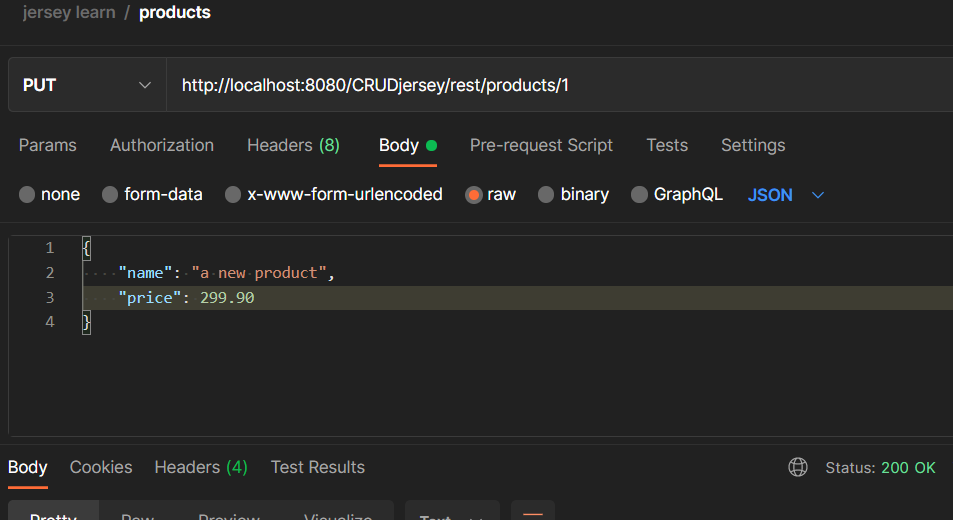 jersey learn / products
PUT http://localhost:8080/CRUDjersey/rest/products/1
Params Authorization Headers (8) Body Pre-request Script Tests Settings
none form-data x-www-form-urlencoded raw binary GraphQL JSON
1 {
2 "name": "a new product",
3 "price": 299.90
4 }
Body Cookies Headers (4) Test Results Status: 200 OK
Pretty Raw Preview Visualize Text